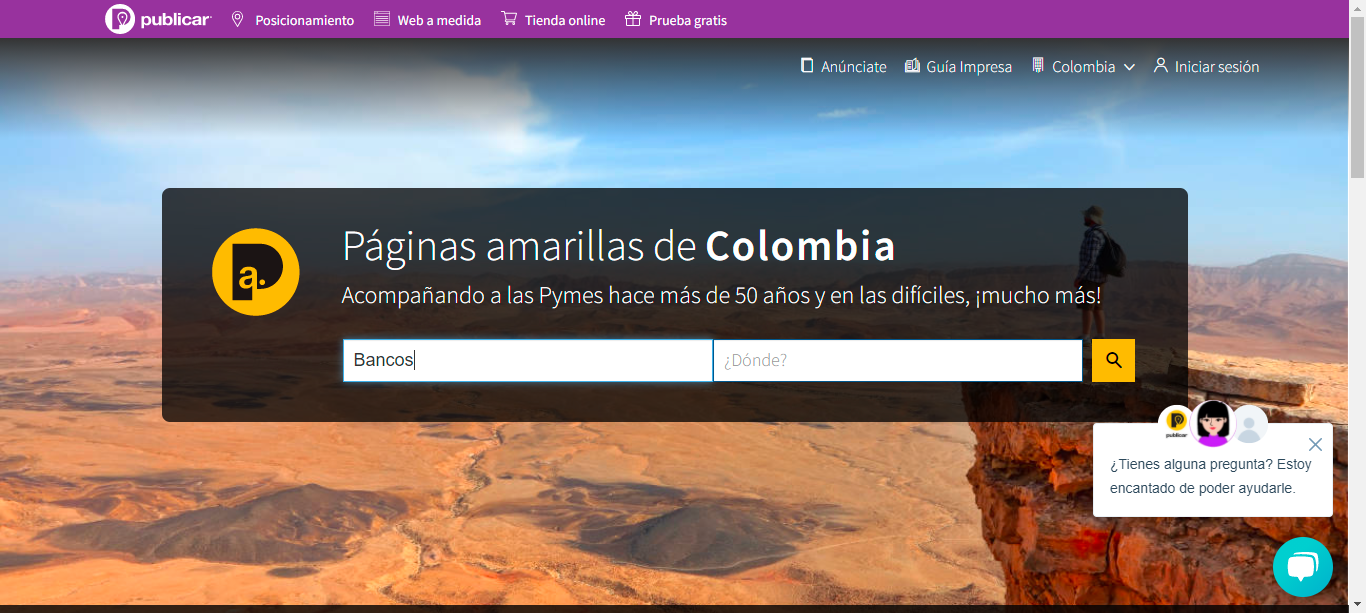 publicar
Posicionamiento
Web a medida
Tienda online
Prueba gratis
Anúnciate
Guía Impresa
Colombia
Iniciar sesión
a.
Páginas amarillas de Colombia
Acompañando a las Pymes hace más de 50 años y en las difíciles, ¡mucho más!
Bancos
¿Dónde?
publicar
¿Tienes alguna pregunta? Estoy
encantado de poder ayudarle.